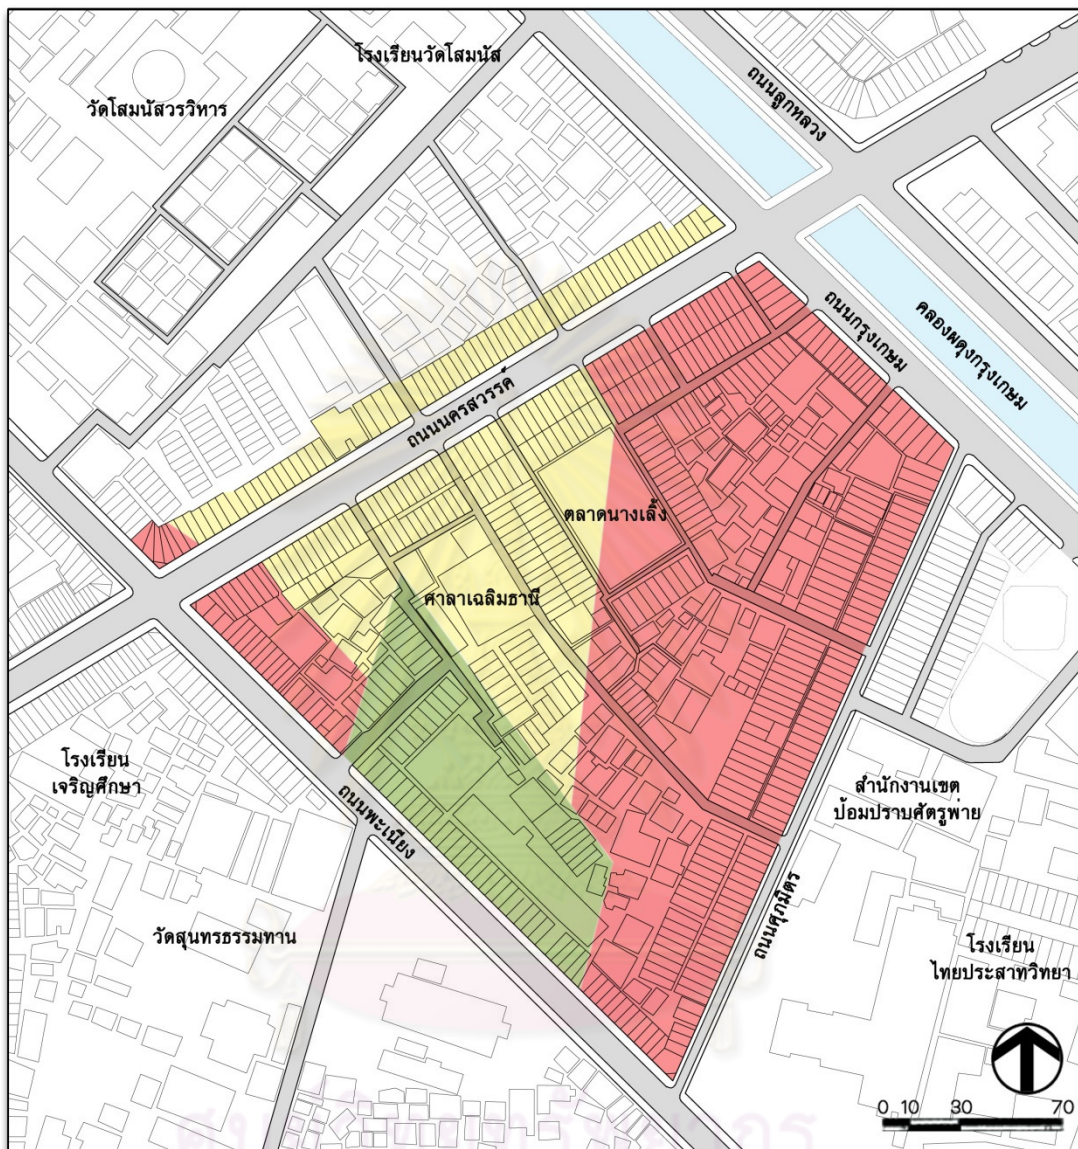 โรงเรียนวัดโสมนัส
วัดโสมนัสวรวิหาร
ถนนลูกหลวง
ถนนกรุงเกษม
คลองผดุงกรุงเกษม
ถนนนครสวรรค์
ตลาดนางเลิ้ง
ศาลาเฉลิมธานี
โรงเรียน
เจริญศึกษา
ถนนพะเนียง
สำนักงานเขต
ป้อมปราบศัตรูพ่าย
วัดสุนทรธรรมทาน
ถนนศุภมิตร
โรงเรียน
ไทยประสาทวิทยา
0 10 30 70